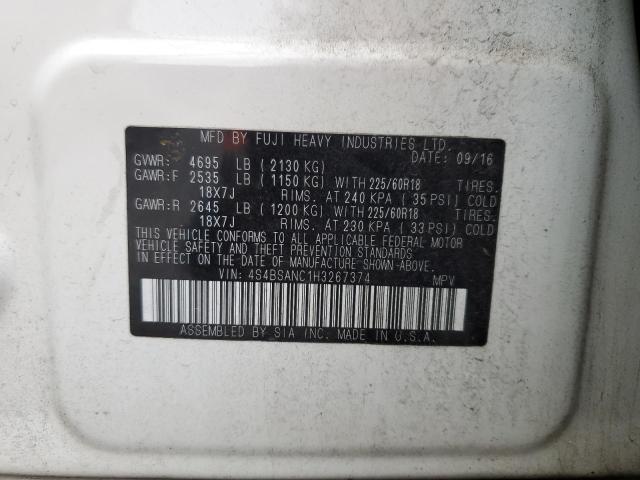 MFD BY FUJI HEAVY INDUSTRIES LTD.
DATE: 09/16
GVWR: 4695 LB ( 2130 KG)
GAWR:F 2535 LB ( 1150 KG) WITH 225/60R18 TIRES.
18X7J RIMS. AT 240 KPA ( 35 PSI) COLD
GAWR:R 2645 LB ( 1200 KG) WITH 225/60R18 TIRES.
18X7J RIMS. AT 230 KPA ( 33 PSI) COLD
THIS VEHICLE CONFORMS TO ALL APPLICABLE FEDERAL MOTOR
VEHICLE SAFETY AND THEFT PREVENTION STANDARDS
IN EFFECT ON THE DATE OF MANUFACTURE SHOWN ABOVE.
VIN: 4S4BSANC1H3267374 MPV
ASSEMBLED BY SIA INC. MADE IN U.S.A.